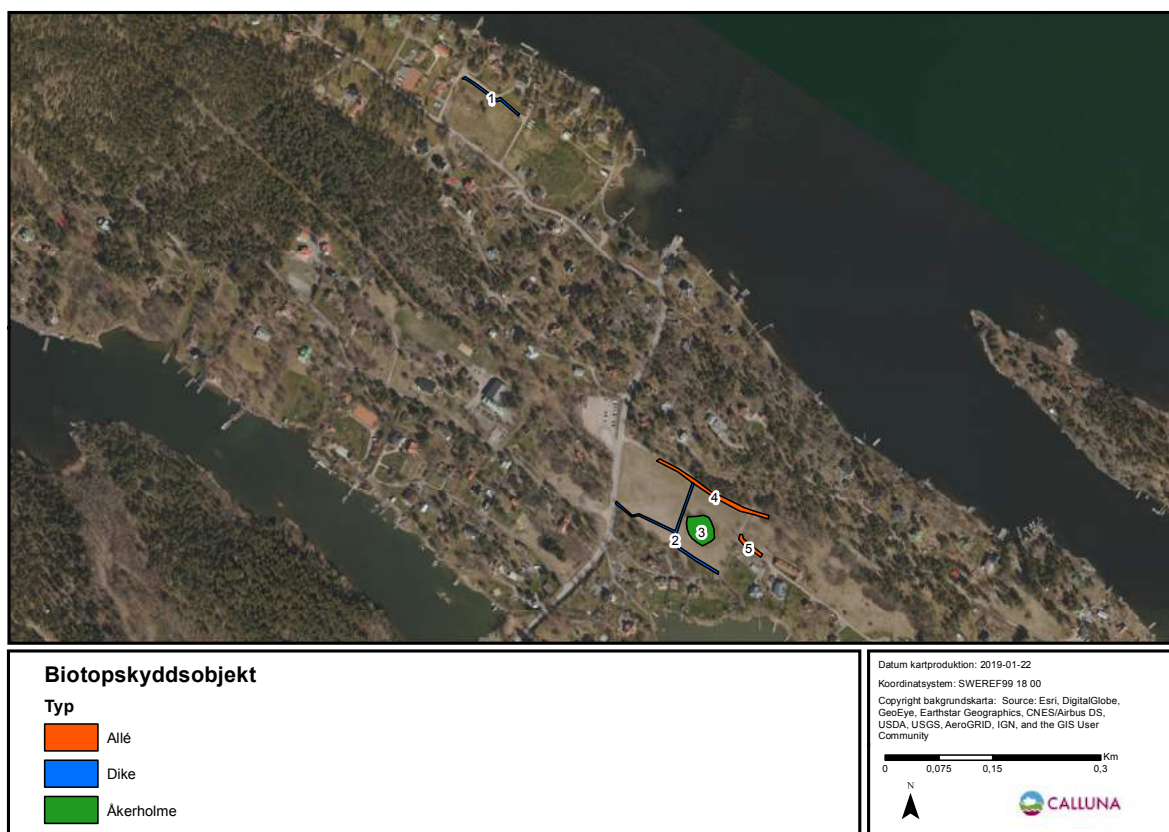 1
4
3
2
5
Biotopskyddsobjekt
Typ
Allé
Dike
Åkerholme
Datum kartproduktion: 2019-01-22
Koordinatsystem: SWEREF99 18 00
Copyright bakgrundskarta: Source: Esri, DigitalGlobe,
GeoEye, Earthstar Geographics, CNES/Airbus DS,
USDA, USGS, AeroGRID, IGN, and the GIS User
Community
Km
0 0,075 0,15 0,3
N
CALLUNA